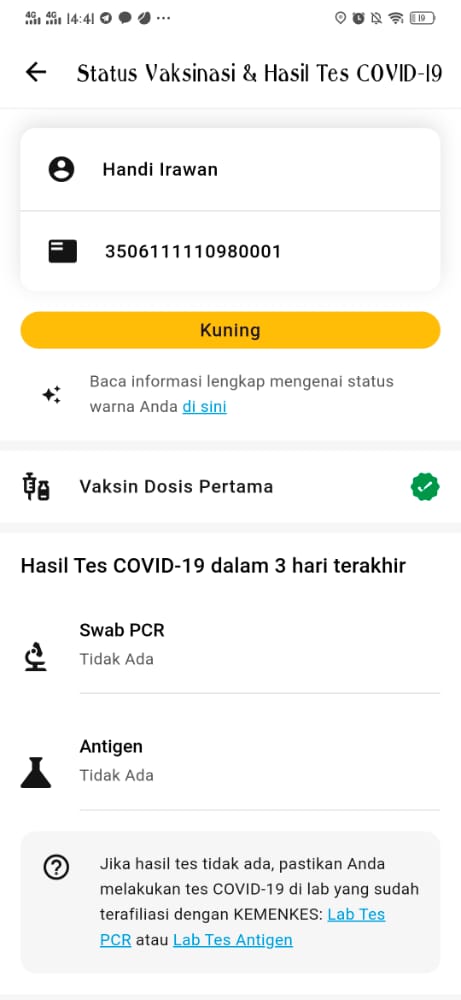 4G 4G 14:41
19
Status Vaksinasi & Hasil Tes COVID-19
Handi Irawan
3506111110980001
Kuning
Baca informasi lengkap mengenai status
warna Anda di sini
Vaksin Dosis Pertama
Hasil Tes COVID-19 dalam 3 hari terakhir
Swab PCR
Tidak Ada
Antigen
Tidak Ada
Jika hasil tes tidak ada, pastikan Anda
melakukan tes COVID-19 di lab yang sudah
terafiliasi dengan KEMENKES: Lab Tes
PCR atau Lab Tes Antigen